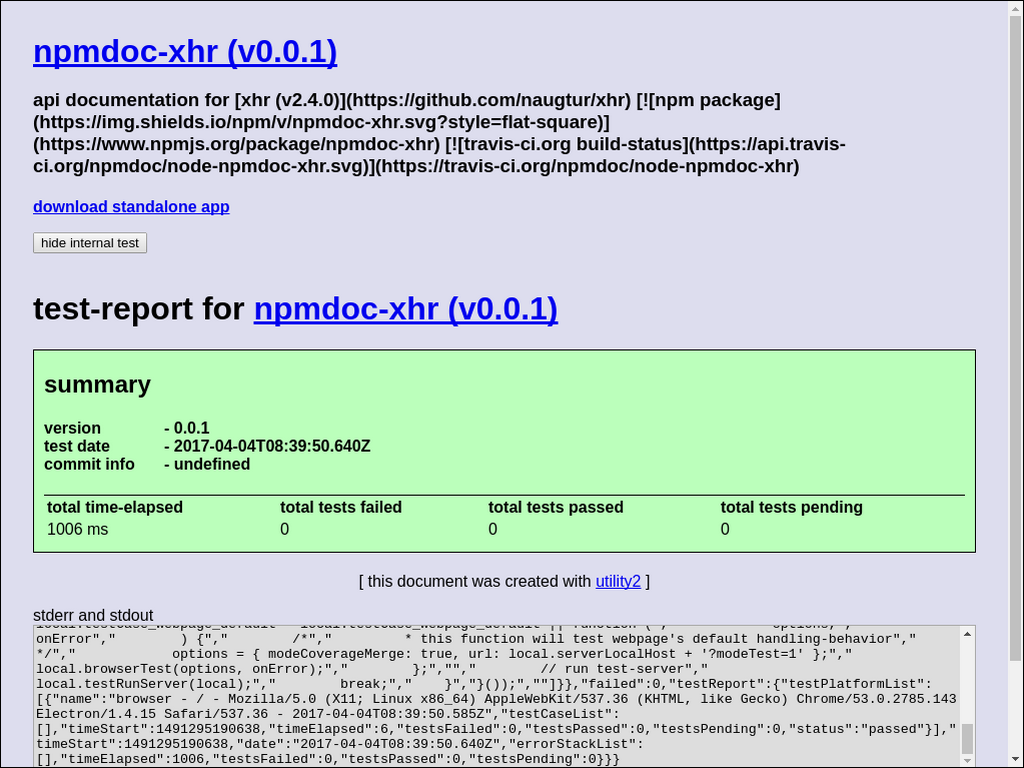 npmdoc-xhr (v0.0.1)
api documentation for [xhr (v2.4.0)](https://github.com/naugtur/xhr) [![npm package]
(https://img.shields.io/npm/v/npmdoc-xhr.svg?style=flat-square)]
(https://www.npmjs.org/package/npmdoc-xhr) [![travis-ci.org build-status](https://api.travis-
ci.org/npmdoc/node-npmdoc-xhr.svg)](https://travis-ci.org/npmdoc/node-npmdoc-xhr)
download standalone app
hide internal test
test-report for npmdoc-xhr (v0.0.1)
summary
version - 0.0.1
test date - 2017-04-04T08:39:50.640Z
commit info - undefined
total time-elapsed total tests failed total tests passed total tests pending
1006 ms 0 0 0
[ this document was created with utility2 ]
stderr and stdout
onError","        ) {","        /*","         * this function will test webpage's default handling-behavior","
*/","            options = { modeCoverageMerge: true, url: local.serverLocalHost + '?modeTest=1' };","
local.browserTest(options, onError);","        };","","        // run test-server","
local.testRunServer(local);","        break;","    }","}());",""]}},"failed":0,"testReport":{"testPlatformList":
[{"name":"browser - / - Mozilla/5.0 (X11; Linux x86_64) AppleWebKit/537.36 (KHTML, like Gecko) Chrome/53.0.2785.143
Electron/1.4.15 Safari/537.36 - 2017-04-04T08:39:50.585Z","testCaseList":
[],"timeStart":1491295190638,"timeElapsed":6,"testsFailed":0,"testsPassed":0,"testsPending":0,"status":"passed"}],"
timeStart":1491295190638,"date":"2017-04-04T08:39:50.640Z","errorStackList":
[],"timeElapsed":1006,"testsFailed":0,"testsPassed":0,"testsPending":0}}}